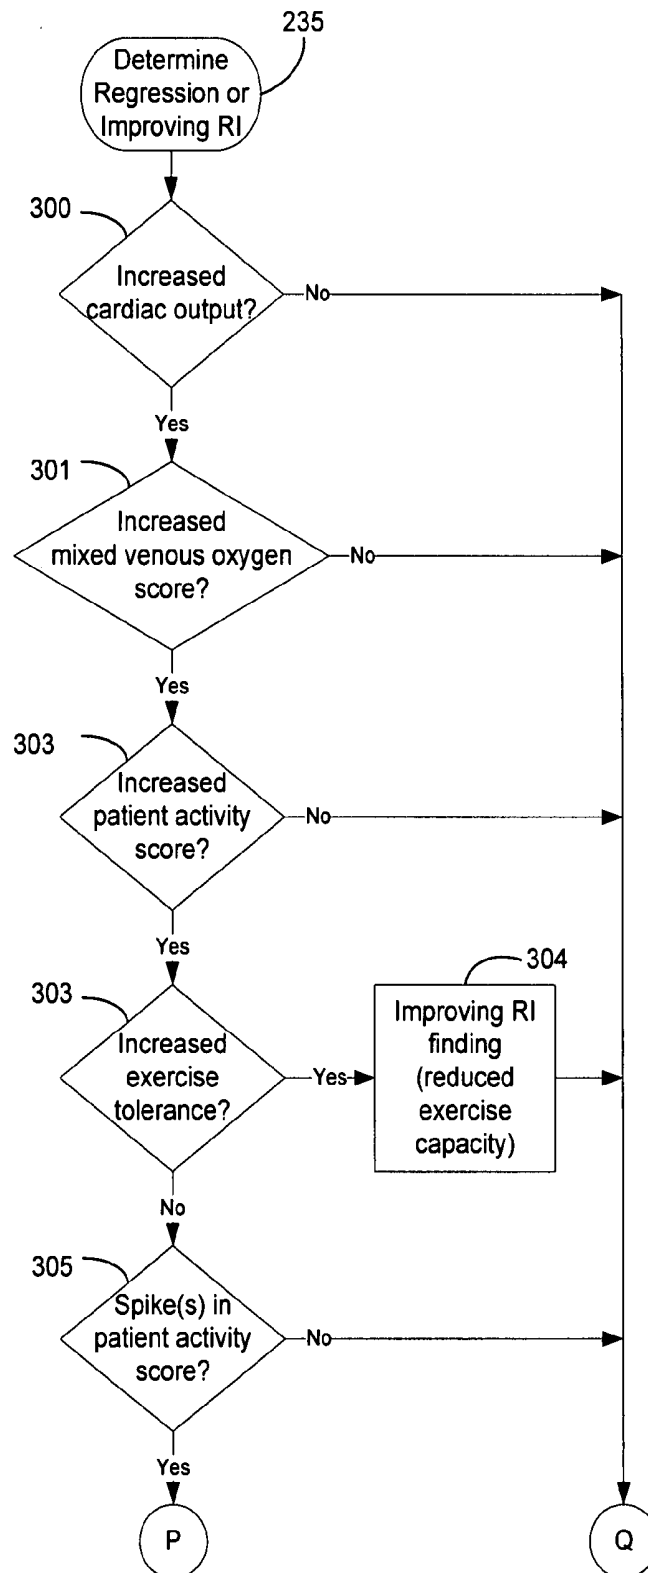 235
Determine
Regression or
Improving RI
300
Increased
cardiac output?
No
Yes
301
Increased
mixed venous oxygen
score?
No
Yes
303
Increased
patient activity
score?
No
Yes
303
Increased
exercise
tolerance?
Yes
304
Improving RI
finding
(reduced
exercise
capacity)
No
305
Spike(s) in
patient activity
score?
No
Yes
P
Q